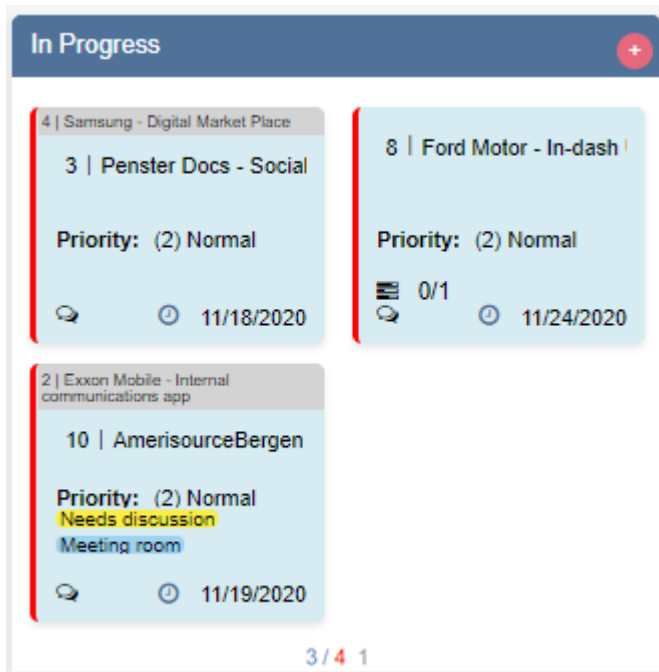 In Progress
+
4 | Samsung - Digital Market Place
3 | Penster Docs - Social
Priority: (2) Normal
11/18/2020
8 | Ford Motor - In-dash
Priority: (2) Normal
0/1
11/24/2020
2 | Exxon Mobile - Internal
communications app
10 | AmerisourceBergen
Priority: (2) Normal
Needs discussion
Meeting room
11/19/2020
3 / 4 1